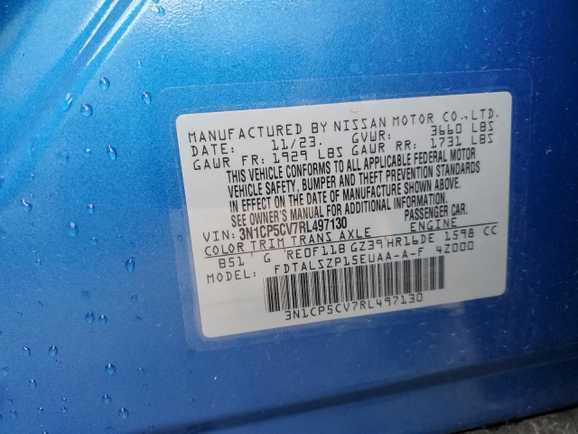 MANUFACTURED BY NISSAN MOTOR CO., LTD.
DATE: 11/23. GVWR: 3660 LBS
GAWR FR: 1929 LBS GAWR RR: 1731 LBS
THIS VEHICLE CONFORMS TO ALL APPLICABLE FEDERAL MOTOR
VEHICLE SAFETY, BUMPER AND THEFT PREVENTION STANDARDS
IN EFFECT ON THE DATE OF MANUFACTURE SHOWN ABOVE.
SEE OWNER'S MANUAL FOR ADDITIONAL INFORMATION.
VIN: 3N1CP5CV7RL497130 PASSENGER CAR.
COLOR TRIM TRANS AXLE ENGINE
B51 G RE0F11B GZ39 HR16DE 1598 CC
MODEL: FDTALSZP15EUAA-A-F 4Z000
3N1CP5CV7RL497130